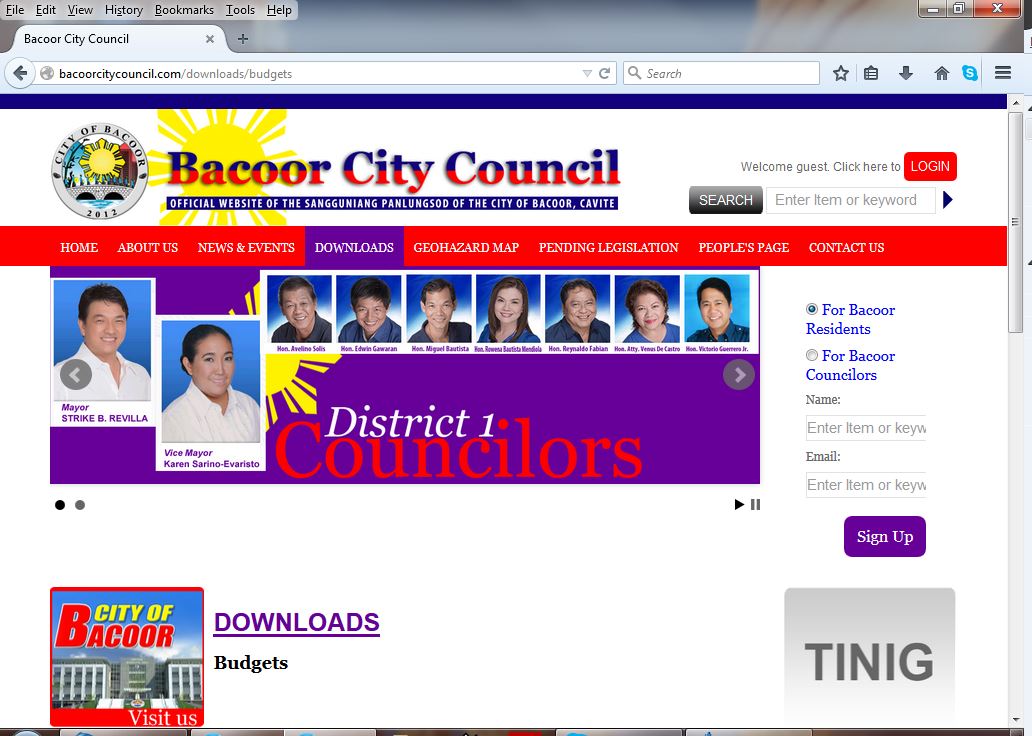 File Edit View History Bookmarks Tools Help
Bacoor City Council
bacoorcitycouncil.com/downloads/budgets
Search
CITY OF BACOOR
2012
Bacoor City Council
OFFICIAL WEBSITE OF THE SANGGUNIANG PANLUNGSOD OF THE CITY OF BACOOR, CAVITE
Welcome guest. Click here to LOGIN
SEARCH Enter Item or keyword
HOME ABOUT US NEWS & EVENTS DOWNLOADS GEOHAZARD MAP PENDING LEGISLATION PEOPLE'S PAGE CONTACT US
Hon. Avelino Solis Hon. Edwin Gawaran Hon. Miguel Bautista Hon. Rowena Bautista Mendiola Hon. Reynaldo Fabian Hon. Atty. Venus De Castro Hon. Victorio Guerrero Jr.
Mayor
STRIKE B. REVILLA
Vice Mayor
Karen Sarino-Evaristo
District 1
Councilors
For Bacoor
Residents
For Bacoor
Councilors
Name:
Enter Item or keyw
Email:
Enter Item or keyw
Sign Up
CITY OF
BACOOR
Visit us
DOWNLOADS
Budgets
TINIG